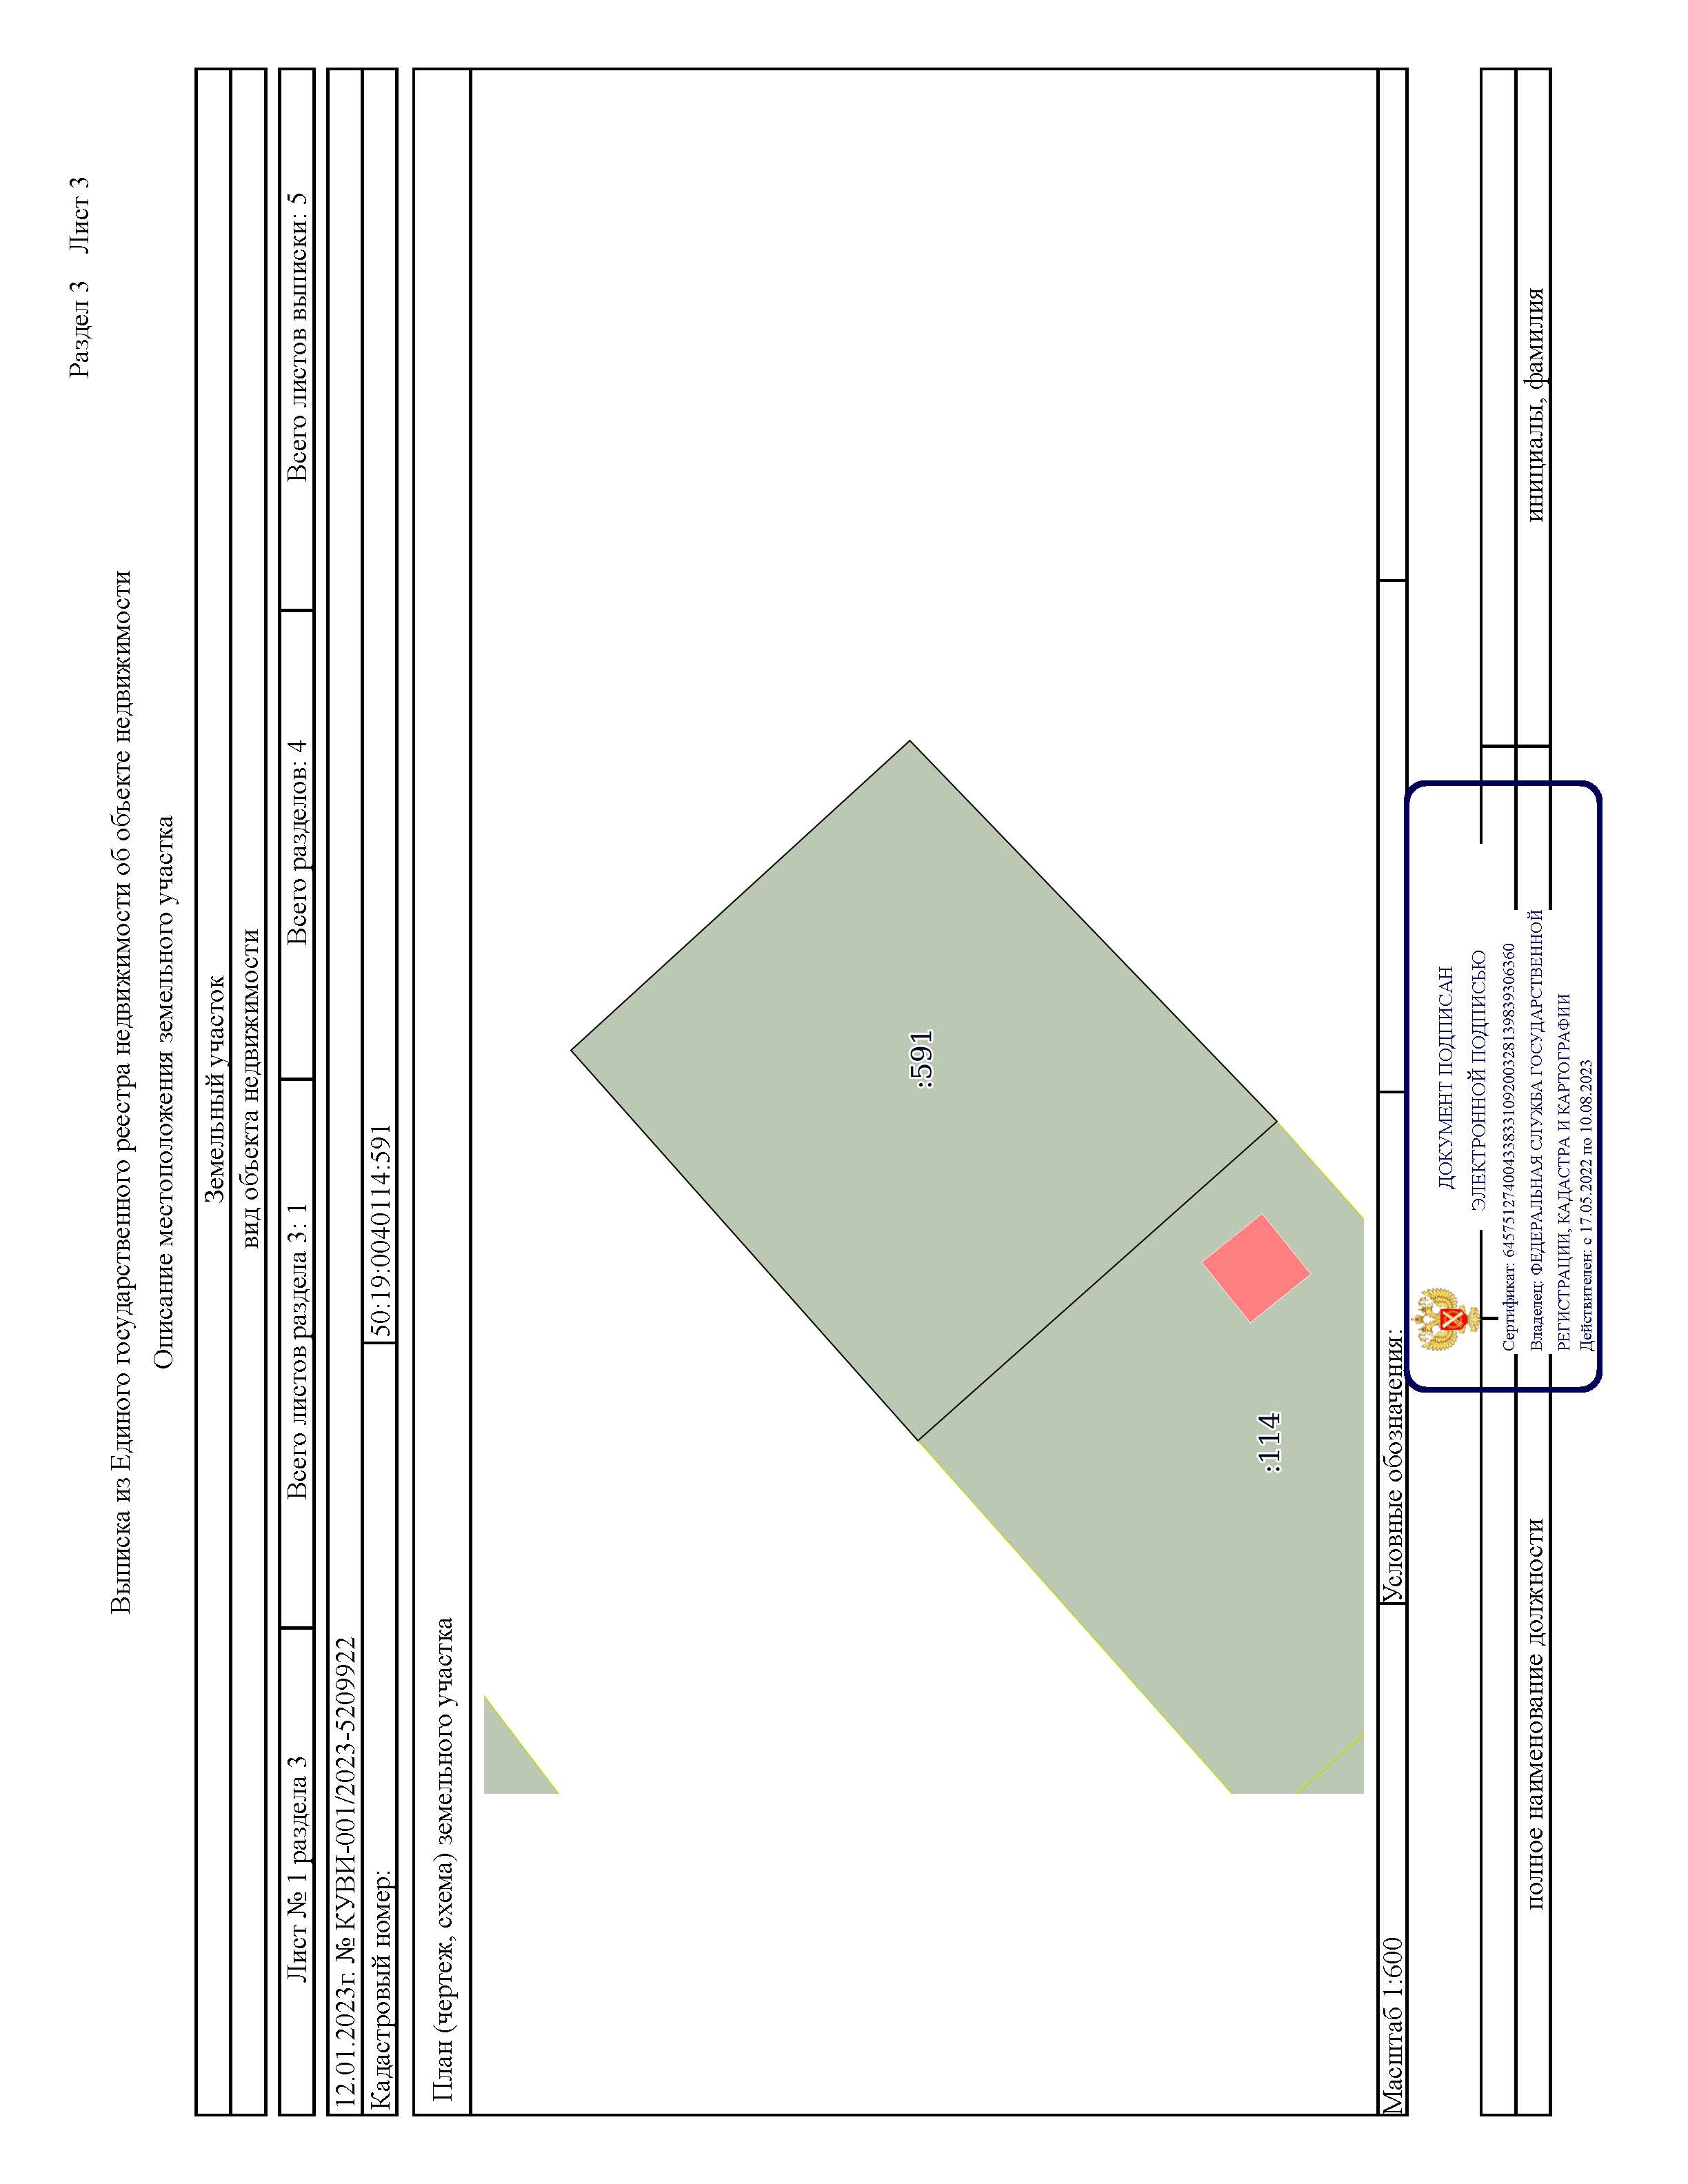 Раздел 3 Лист 3
Выписка из Единого государственного реестра недвижимости об объекте недвижимости
Описание местоположения земельного участка
Земельный участок
вид объекта недвижимости
Лист № 1 раздела 3 Всего листов раздела 3: 1 Всего разделов: 4 Всего листов выписки: 5
12.01.2023г. № КУВИ-001/2023-5209922
Кадастровый номер: 50:19:0040114:591
План (чертеж, схема) земельного участка
:591
:114
Масштаб 1:600 Условные обозначения:
ДОКУМЕНТ ПОДПИСАН
ЭЛЕКТРОННОЙ ПОДПИСЬЮ
Сертификат: 645751274004338331092003281398393906360
Владелец: ФЕДЕРАЛЬНАЯ СЛУЖБА ГОСУДАРСТВЕННОЙ
РЕГИСТРАЦИИ, КАДАСТРА И КАРТОГРАФИИ
Действителен: с 17.05.2022 по 10.08.2023
полное наименование должности инициалы, фамилия